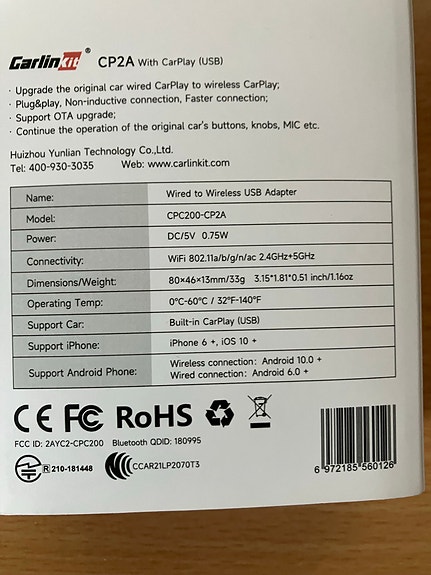 Carlinkit® CP2A With CarPlay (USB)
· Upgrade the original car wired CarPlay to wireless CarPlay;
· Plug&play, Non-inductive connection, Faster connection;
· Support OTA upgrade;
· Continue the operation of the original car's buttons, knobs, MIC etc.
Huizhou Yunlian Technology Co.,Ltd.
Tel: 400-930-3035 Web: www.carlinkit.com
Name: Wired to Wireless USB Adapter
Model: CPC200-CP2A
Power: DC/5V 0.75W
Connectivity: WiFi 802.11a/b/g/n/ac 2.4GHz+5GHz
Dimensions/Weight: 80×46×13mm/33g 3.15*1.81*0.51 inch/1.16oz
Operating Temp: 0°C-60°C / 32°F-140°F
Support Car: Built-in CarPlay (USB)
Support iPhone: iPhone 6 +, iOS 10 +
Support Android Phone: Wireless connection: Android 10.0 +
Wired connection: Android 6.0 +
CE FC RoHS
FCC ID: 2AYC2-CPC200 Bluetooth QDID: 180995
R 210-181448 CCAR21LP2070T3
6 972185 560126